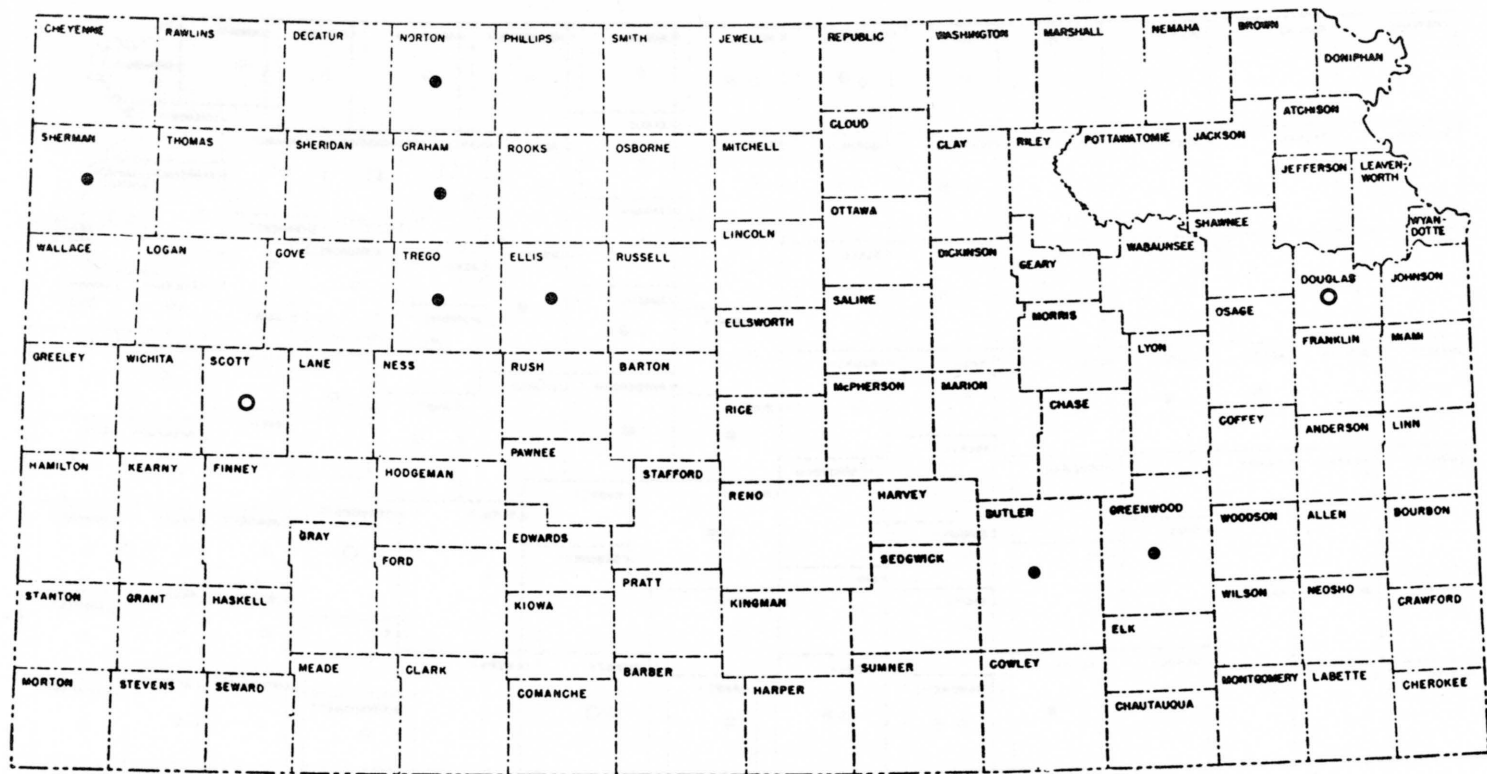 CHEYENNE RAWLINS DECATUR NORTON PHILLIPS SMITH JEWELL REPUBLIC WASHINGTON MARSHALL NEMAHA BROWN
DONIPHAN
ATCHISON
CLOUD
SHERMAN THOMAS SHERIDAN GRAHAM ROOKS OSBORNE MITCHELL CLAY RILEY POTTAWATOMIE JACKSON
JEFFERSON LEAVEN-
WORTH
OTTAWA
WYAN-
DOTTE
SHAWNEE
LINCOLN
WALLACE LOGAN GOVE TREGO ELLIS RUSSELL DICKINSON WABAUNSEE
GEARY
DOUGLAS JOHNSON
SALINE
ELLSWORTH MORRIS OSAGE
LYON FRANKLIN MIAMI
GREELEY WICHITA SCOTT LANE NESS RUSH BARTON
McPHERSON MARION
RICE CHASE
COFFEY ANDERSON LINN
PAWNEE
HAMILTON KEARNY FINNEY HODGEMAN STAFFORD
RENO HARVEY
BUTLER GREENWOOD WOODSON ALLEN BOURBON
GRAY EDWARDS
FORD SEDGWICK
PRATT
STANTON GRANT HASKELL KIOWA KINGMAN WILSON NEOSHO CRAWFORD
ELK
MEADE CLARK BARBER SUMNER COWLEY
MORTON STEVENS SEWARD COMANCHE HARPER MONTGOMERY LABETTE CHEROKEE
CHAUTAUQUA